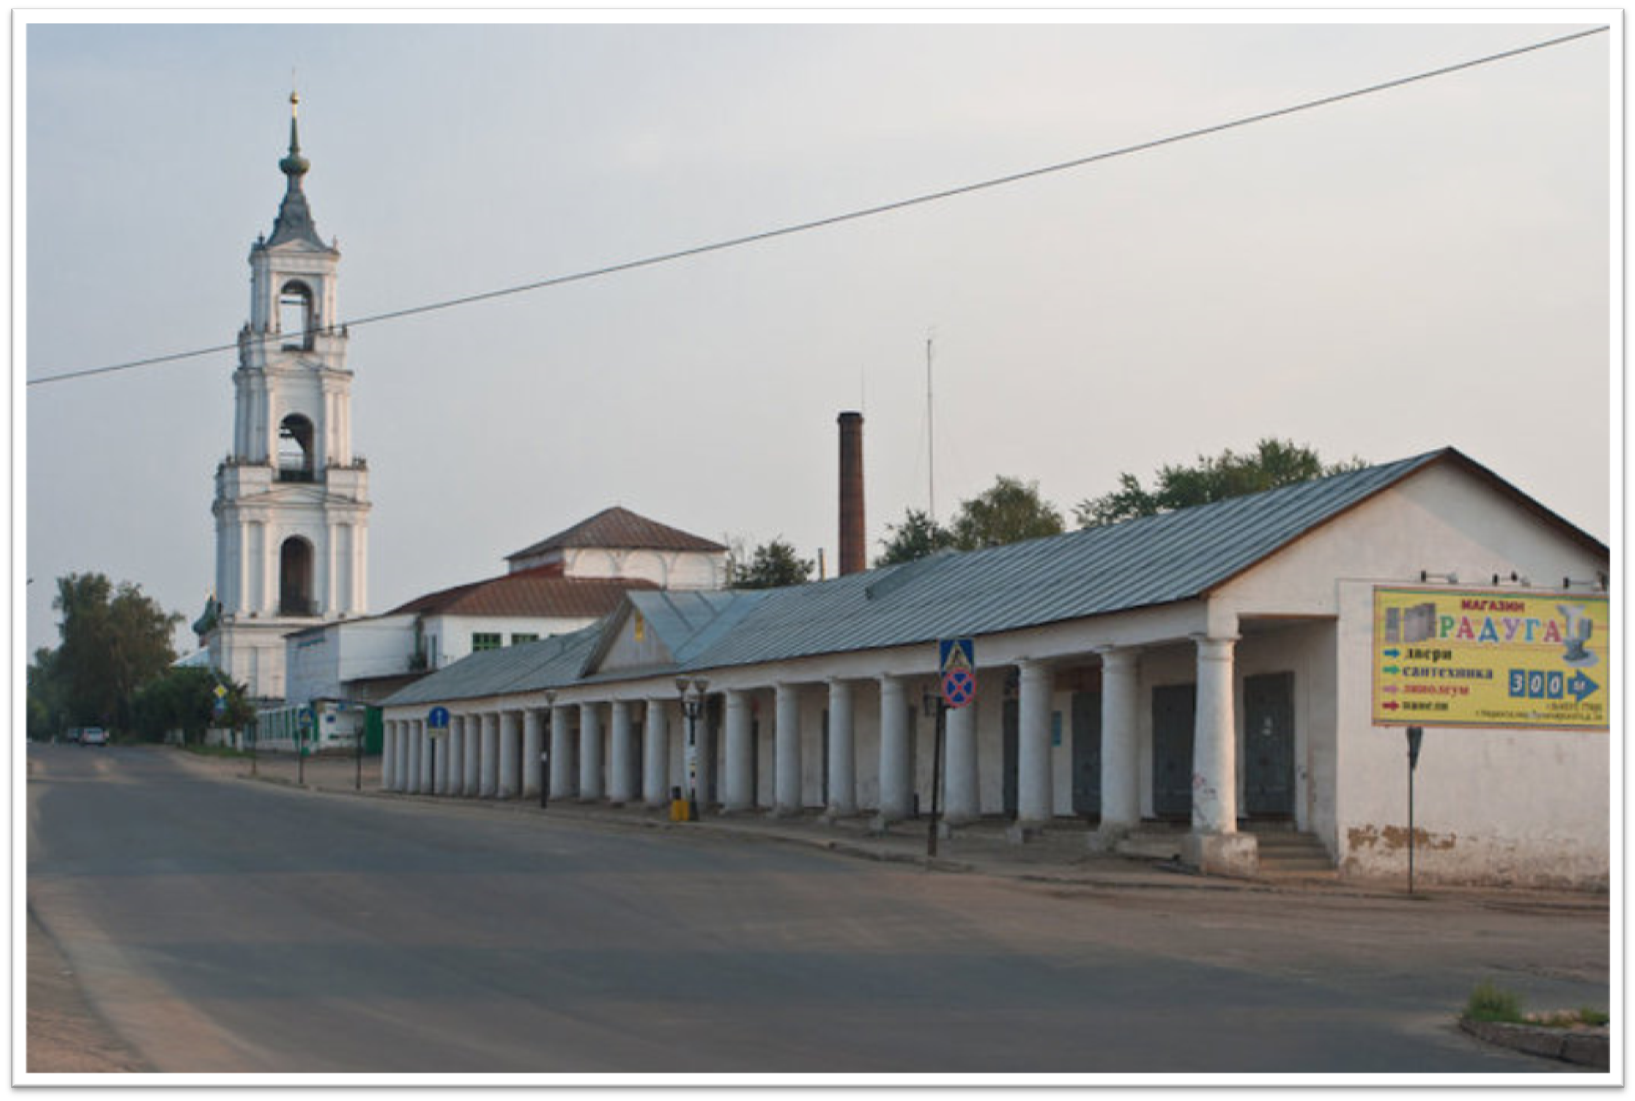 МАГАЗИН
РАДУГА
двери
сантехника
линолеум
панели
300 м